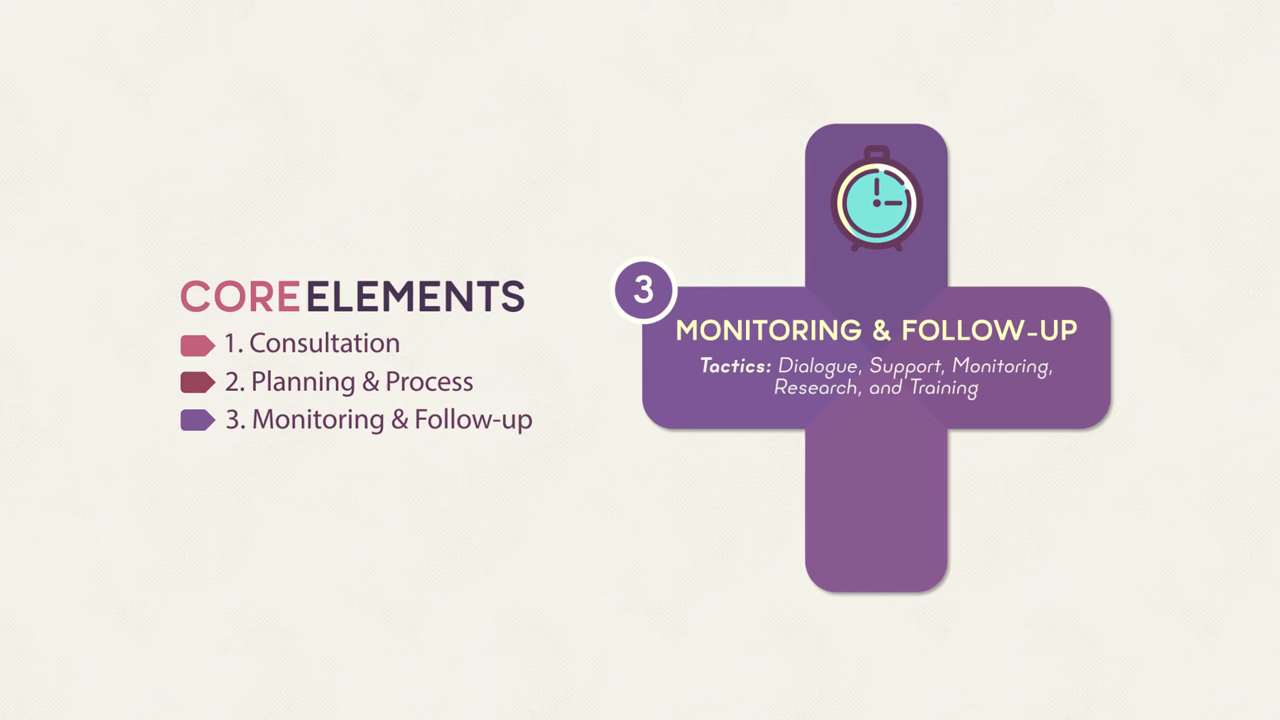 CORE ELEMENTS
1. Consultation
2. Planning & Process
3. Monitoring & Follow-up
3
MONITORING & FOLLOW-UP
Tactics: Dialogue, Support, Monitoring,
Research, and Training